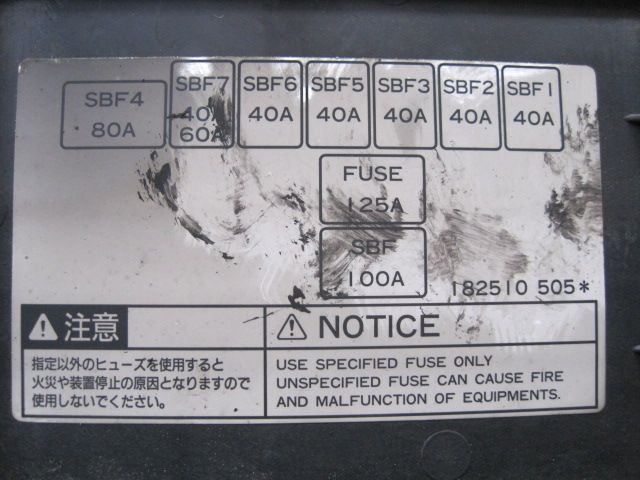 SBF4
80A
SBF7
40A
60A
SBF6
40A
SBF5
40A
SBF3
40A
SBF2
40A
SBF1
40A
FUSE
125A
SBF
100A
182510 505*
注意
指定以外のヒューズを使用すると
火災や装置停止の原因となりますので
使用しないでください。
NOTICE
USE SPECIFIED FUSE ONLY
UNSPECIFIED FUSE CAN CAUSE FIRE
AND MALFUNCTION OF EQUIPMENTS.